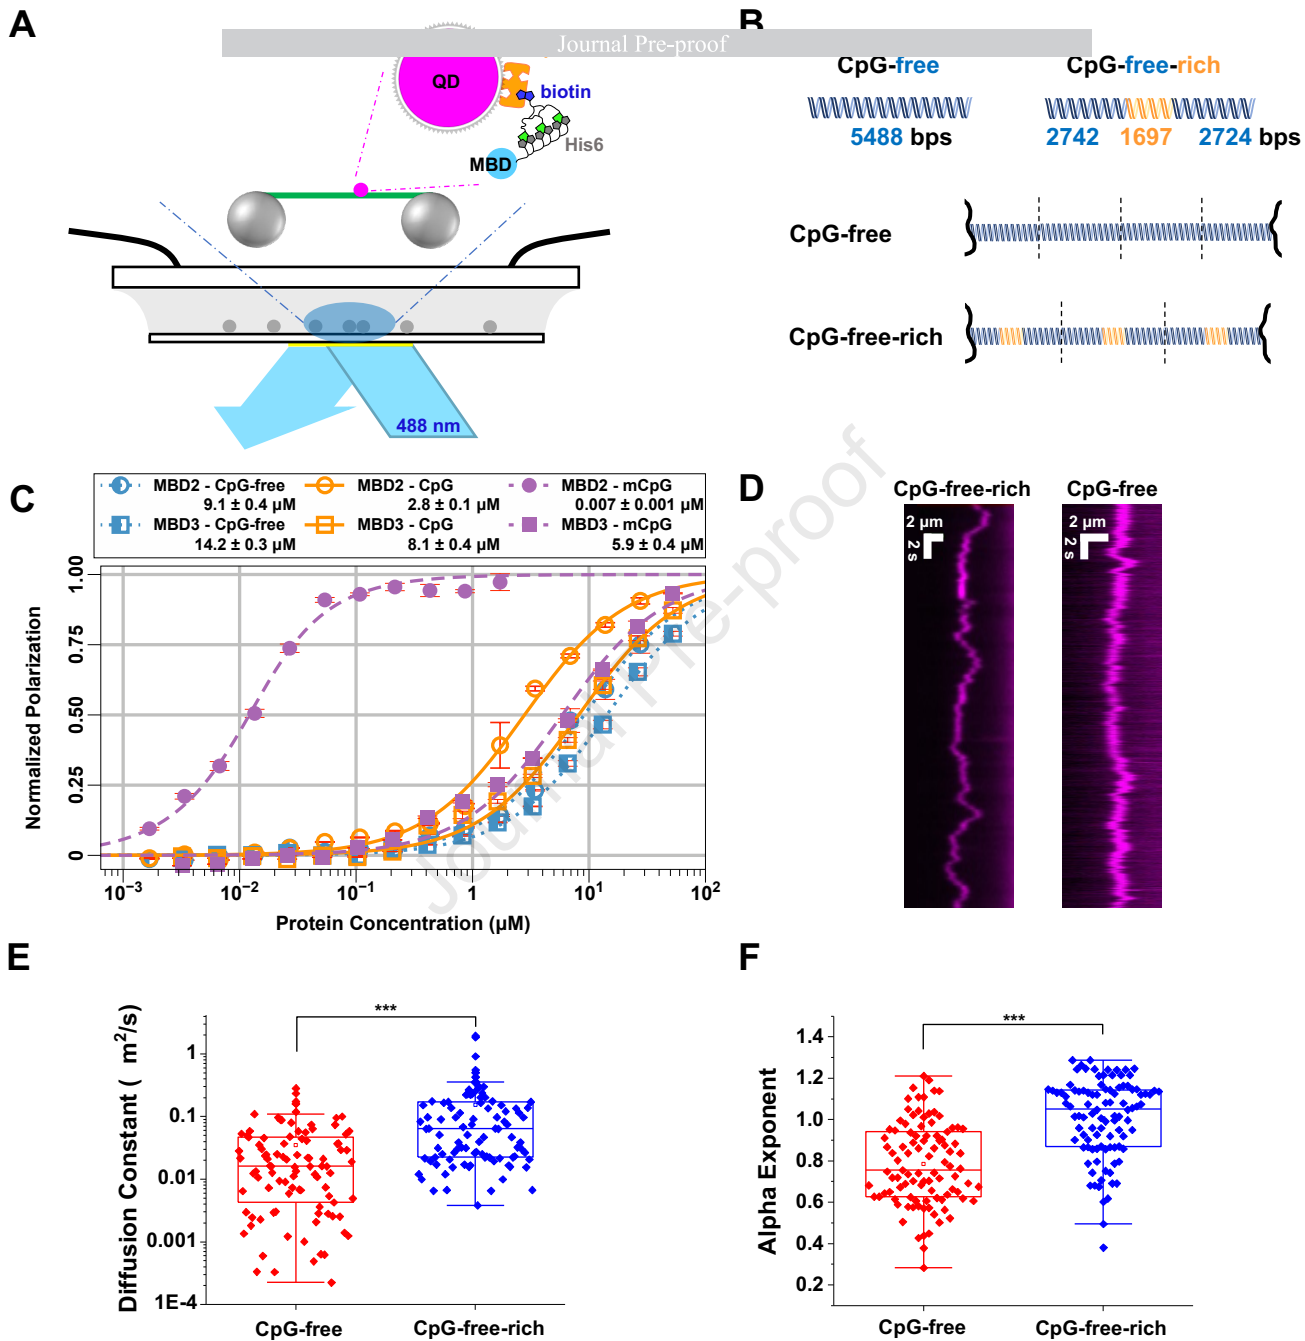 A
B
Journal Pre-proof
QD
biotin
His6
MBD
488 nm
CpG-free
CpG-free-rich
5488 bps
2742 1697 2724 bps
CpG-free
CpG-free-rich
C
MBD2 - CpG-free
9.1 ± 0.4 µM
MBD2 - CpG
2.8 ± 0.1 µM
MBD2 - mCpG
0.007 ± 0.001 µM
MBD3 - CpG-free
14.2 ± 0.3 µM
MBD3 - CpG
8.1 ± 0.4 µM
MBD3 - mCpG
5.9 ± 0.4 µM
Normalized Polarization
1.00
0.75
0.50
0.25
0
10⁻³ 10⁻² 10⁻¹ 1 10¹ 10²
Protein Concentration (µM)
Journal Pre-proof
D
CpG-free-rich
CpG-free
2 µm
2 s
2 µm
2 s
E
Diffusion Constant ( m²/s)
***
1
0.1
0.01
0.001
1E-4
CpG-free
CpG-free-rich
F
Alpha Exponent
***
1.4
1.2
1.0
0.8
0.6
0.4
0.2
CpG-free
CpG-free-rich